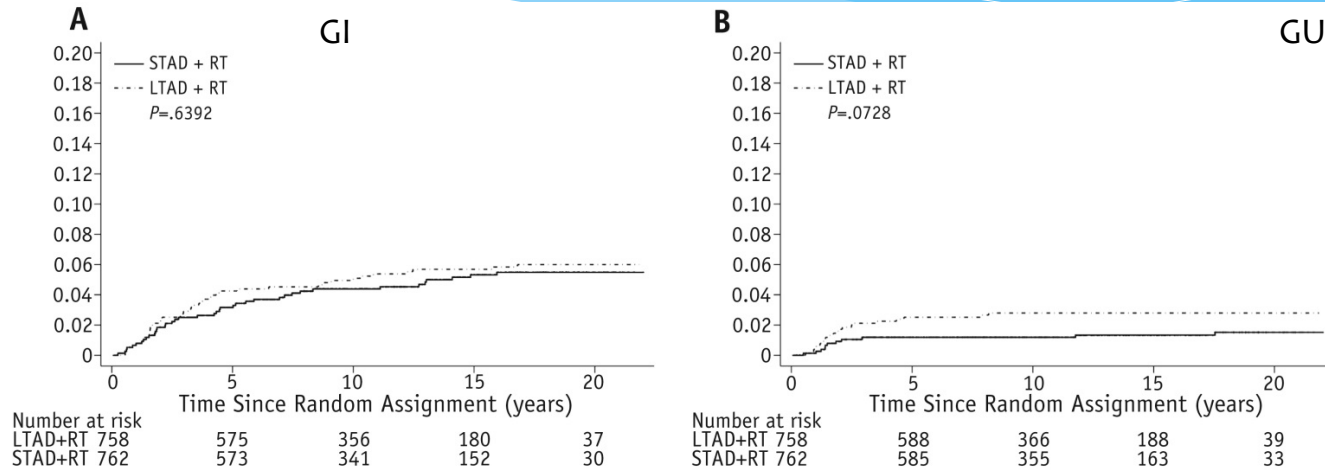 A
GI
0.20
0.18
0.16
0.14
0.12
0.10
0.08
0.06
0.04
0.02
0
STAD + RT
LTAD + RT
P=.6392
0 5 10 15 20
Time Since Random Assignment (years)
Number at risk
LTAD+RT 758 575 356 180 37
STAD+RT 762 573 341 152 30
B
GU
0.20
0.18
0.16
0.14
0.12
0.10
0.08
0.06
0.04
0.02
0
STAD + RT
LTAD + RT
P=.0728
0 5 10 15 20
Time Since Random Assignment (years)
Number at risk
LTAD+RT 758 588 366 188 39
STAD+RT 762 585 355 163 33